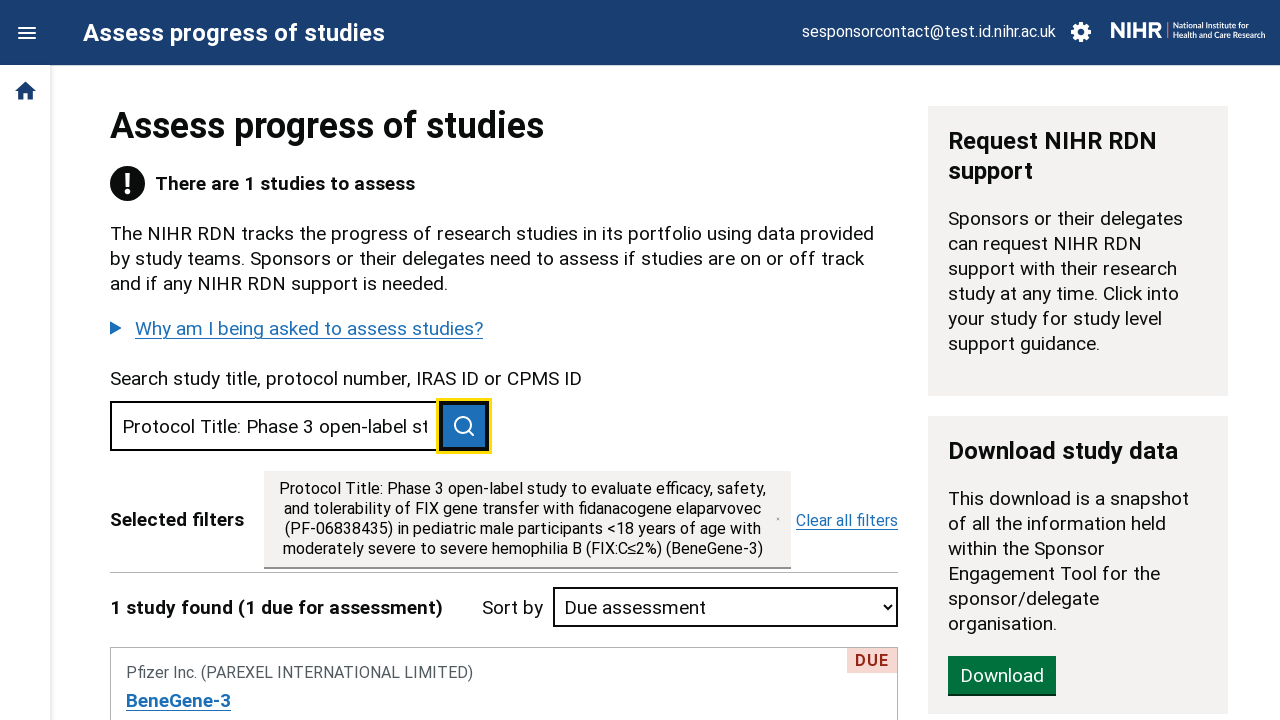 Assess progress of studies
sesponsorcontact@test.id.nihr.ac.uk
NIHR | National Institute for
Health and Care Research
Assess progress of studies
There are 1 studies to assess
The NIHR RDN tracks the progress of research studies in its portfolio using data provided
by study teams. Sponsors or their delegates need to assess if studies are on or off track
and if any NIHR RDN support is needed.
Why am I being asked to assess studies?
Search study title, protocol number, IRAS ID or CPMS ID
Protocol Title: Phase 3 open-label st
Selected filters
Protocol Title: Phase 3 open-label study to evaluate efficacy, safety,
and tolerability of FIX gene transfer with fidanacogene elaparvovec
(PF-06838435) in pediatric male participants <18 years of age with
moderately severe to severe hemophilia B (FIX:C≤2%) (BeneGene-3)
Clear all filters
1 study found (1 due for assessment)
Sort by
Due assessment
DUE
Pfizer Inc. (PAREXEL INTERNATIONAL LIMITED)
BeneGene-3
Request NIHR RDN
support
Sponsors or their delegates
can request NIHR RDN
support with their research
study at any time. Click into
your study for study level
support guidance.
Download study data
This download is a snapshot
of all the information held
within the Sponsor
Engagement Tool for the
sponsor/delegate
organisation.
Download